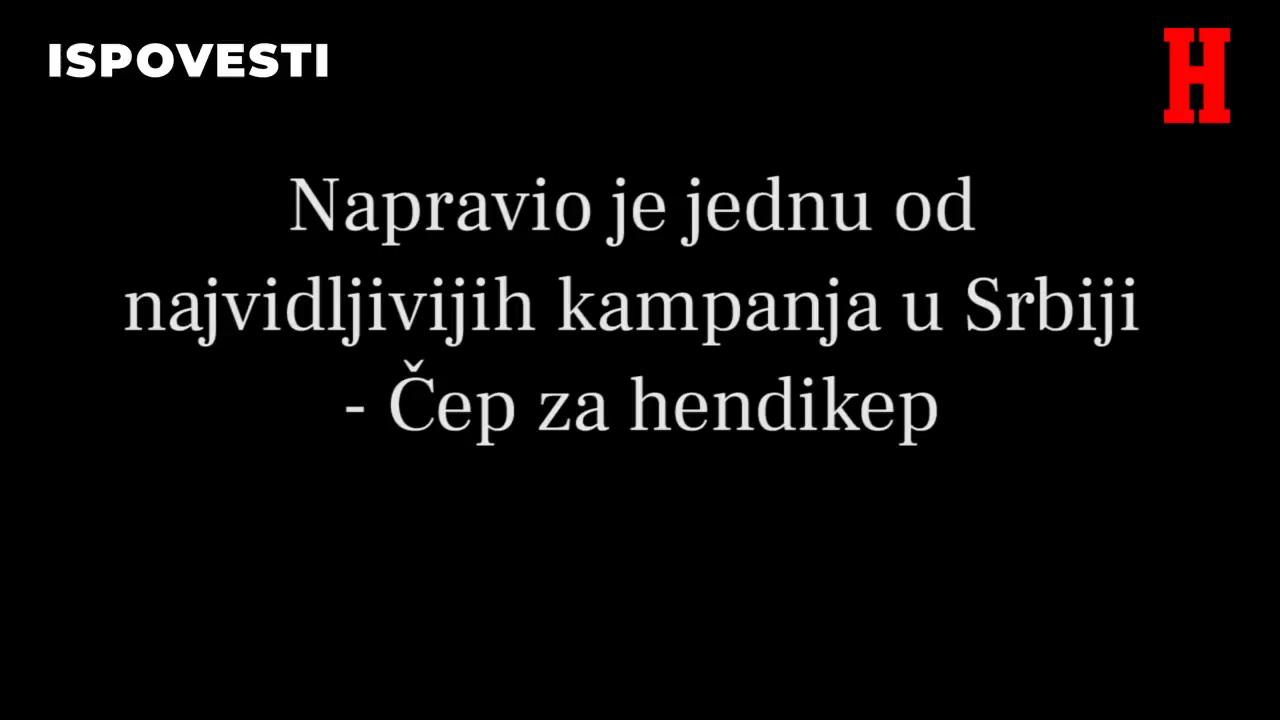 ISPOVESTI
H
Napravio je jednu od
najvidljivijih kampanja u Srbiji
- Čep za hendikep